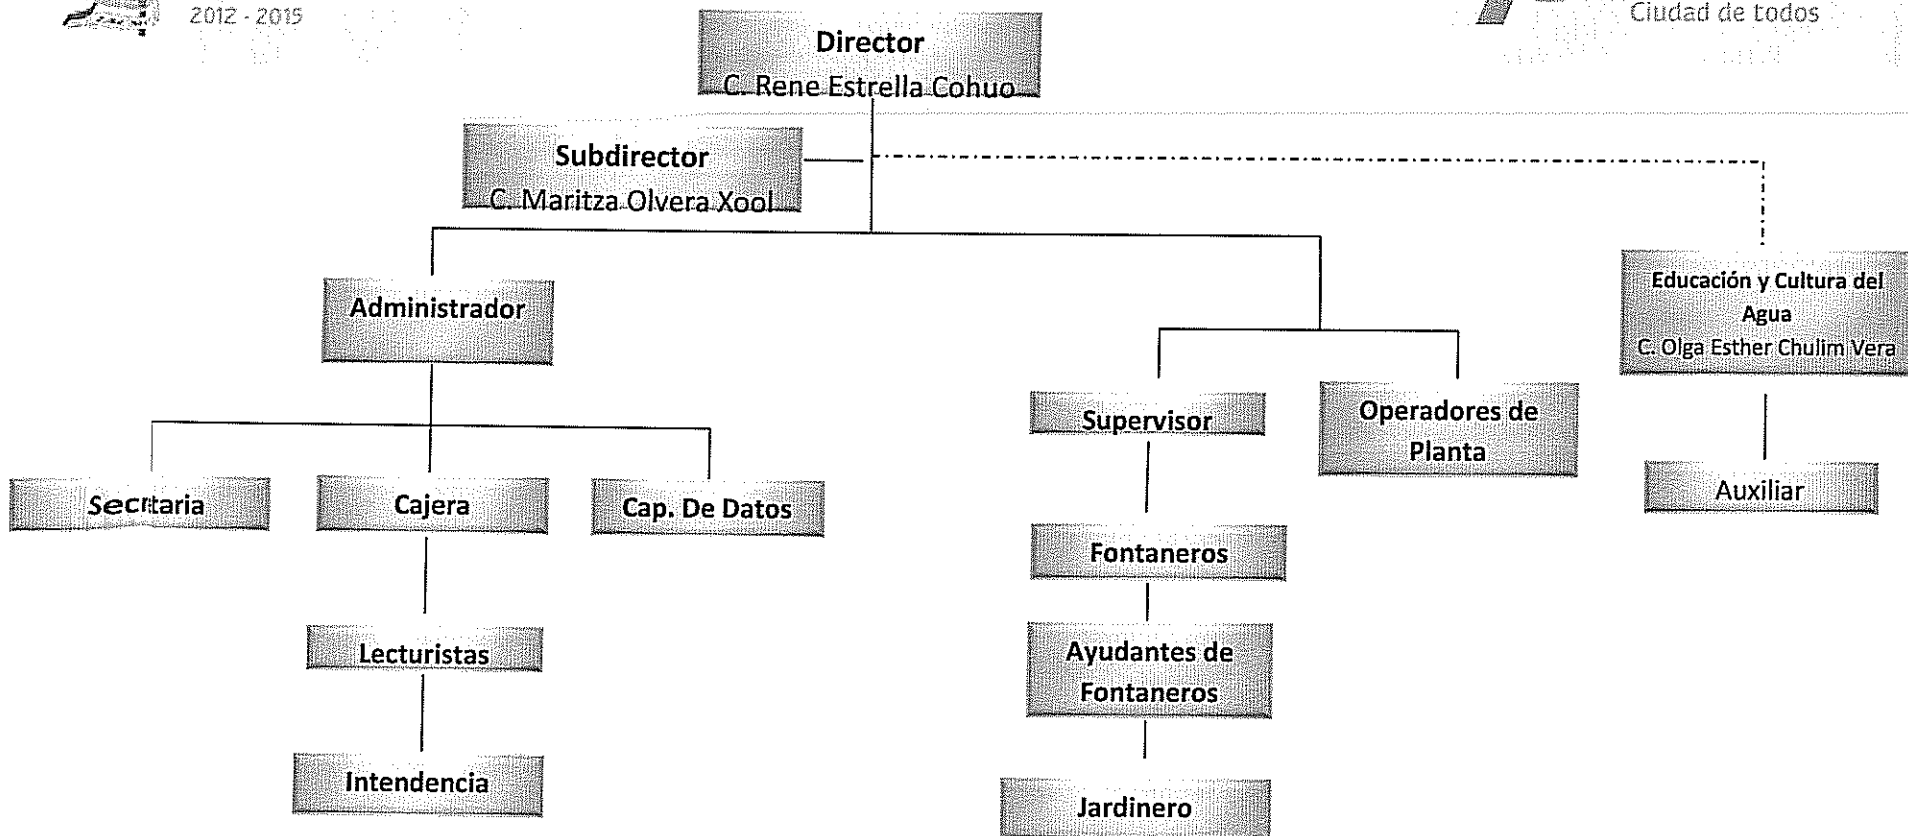 2012 - 2015
Ciudad de todos
Director
C. Rene Estrella Cohuo
Subdirector
C. Maritza Olvera Xool
Administrador
Educación y Cultura del
Agua
C. Olga Esther Chulim Vera
Supervisor
Operadores de
Planta
Secretaria
Cajera
Cap. De Datos
Auxiliar
Fontaneros
Lecturistas
Ayudantes de
Fontaneros
Intendencia
Jardinero